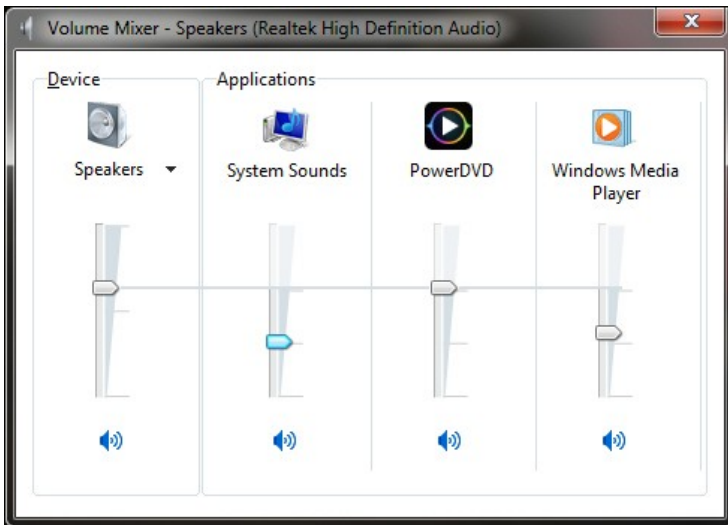 Volume Mixer - Speakers (Realtek High Definition Audio)
Device
Applications
Speakers
System Sounds
PowerDVD
Windows Media
Player